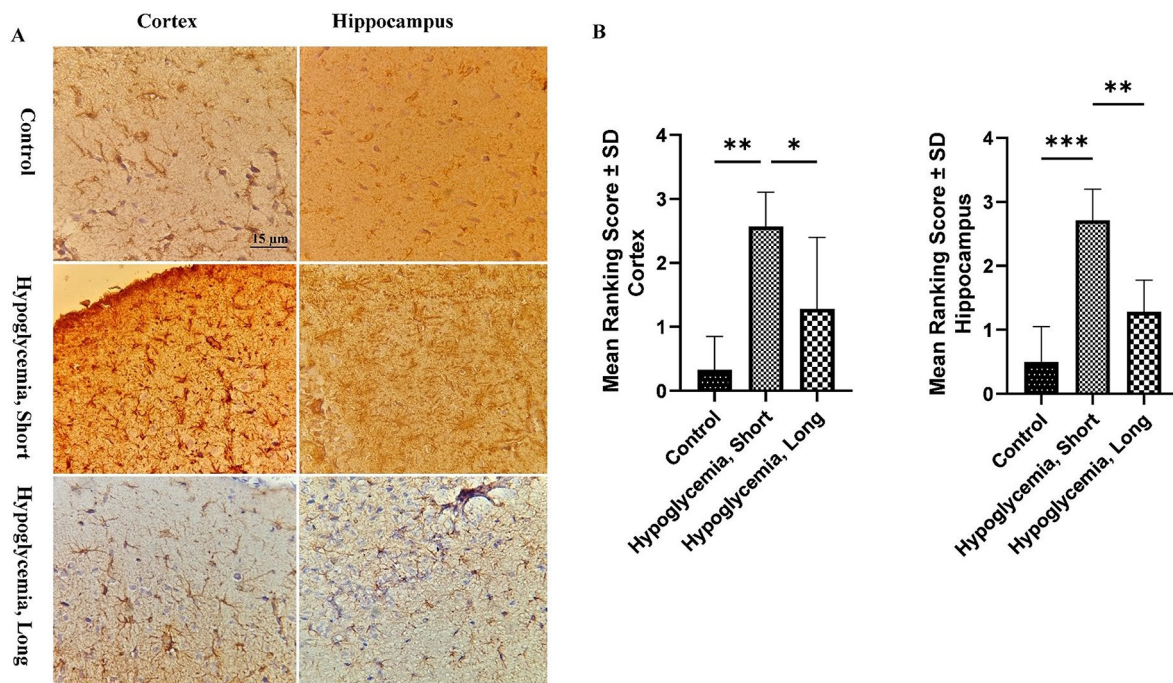 Cortex
Hippocampus
A
Control
15 µm
Hypoglycemia, Short
Hypoglycemia, Long
B
Mean Ranking Score ± SD
Cortex
4
3
2
1
0
**
*
Control
Hypoglycemia, Short
Hypoglycemia, Long
Mean Ranking Score ± SD
Hippocampus
4
3
2
1
0
***
**
Control
Hypoglycemia, Short
Hypoglycemia, Long